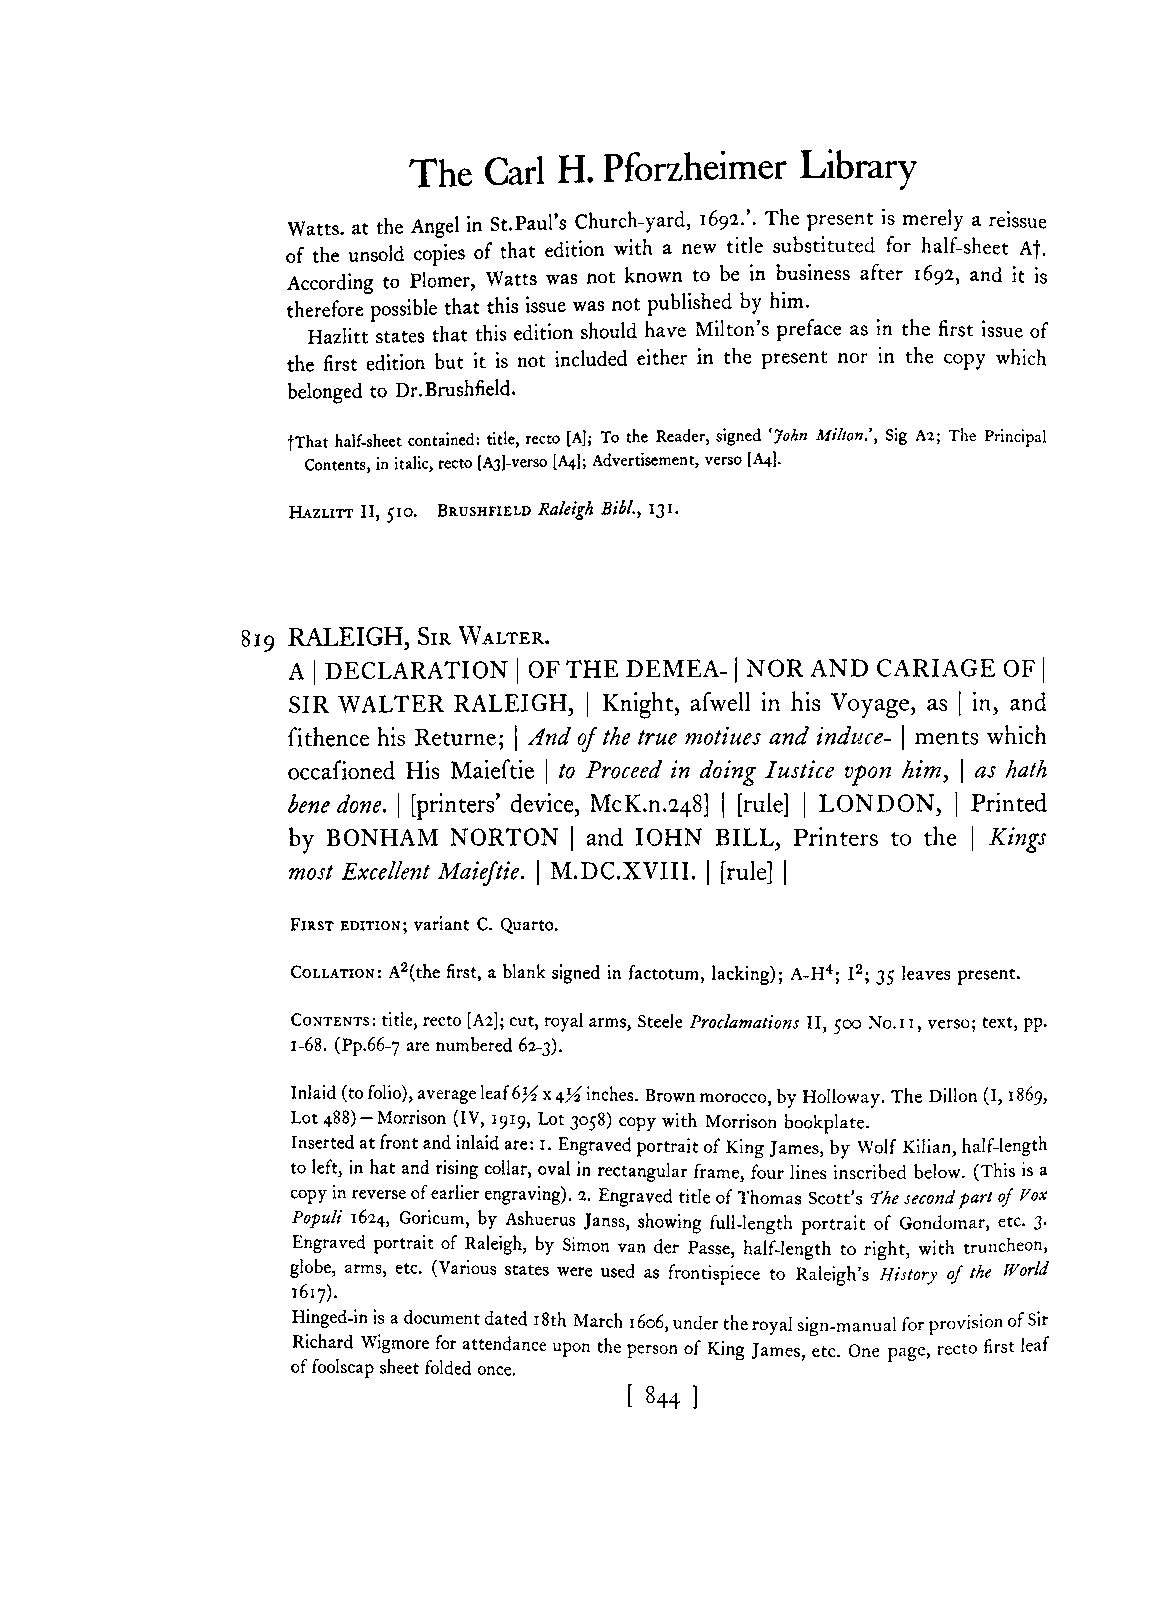 The Carl H. Pforzheimer Library
Watts. at the Angel in St.Paul's Church-yard, 1692.'. The present is merely a reissue
of the unsold copies of that edition with a new title substituted for half-sheet A†.
According to Plomer, Watts was not known to be in business after 1692, and it is
therefore possible that this issue was not published by him.
Hazlitt states that this edition should have Milton's preface as in the first issue of
the first edition but it is not included either in the present nor in the copy which
belonged to Dr.Brushfield.
†That half-sheet contained: title, recto [A]; To the Reader, signed 'John Milton.', Sig A2; The Principal
Contents, in italic, recto [A3]-verso [A4]; Advertisement, verso [A4].
HAZLITT II, 510. BRUSHFIELD Raleigh Bibl., 131.
819 RALEIGH, SIR WALTER.
A | DECLARATION | OF THE DEMEA- | NOR AND CARIAGE OF |
SIR WALTER RALEIGH, | Knight, aſwell in his Voyage, as | in, and
ſithence his Returne; | And of the true motiues and induce- | ments which
occaſioned His Maieſtie | to Proceed in doing Iustice vpon him, | as hath
bene done. | [printers' device, McK.n.248] | [rule] | LONDON, | Printed
by BONHAM NORTON | and IOHN BILL, Printers to the | Kings
most Excellent Maieſtie. | M.DC.XVIII. | [rule] |
FIRST EDITION; variant C. Quarto.
COLLATION: A²(the first, a blank signed in factotum, lacking); A-H⁴; I²; 35 leaves present.
CONTENTS: title, recto [A2]; cut, royal arms, Steele Proclamations II, 500 No.11, verso; text, pp.
1-68. (Pp.66-7 are numbered 62-3).
Inlaid (to folio), average leaf 6½ x 4½ inches. Brown morocco, by Holloway. The Dillon (I, 1869,
Lot 488)—Morrison (IV, 1919, Lot 3058) copy with Morrison bookplate.
Inserted at front and inlaid are: 1. Engraved portrait of King James, by Wolf Kilian, half-length
to left, in hat and rising collar, oval in rectangular frame, four lines inscribed below. (This is a
copy in reverse of earlier engraving). 2. Engraved title of Thomas Scott's The second part of Vox
Populi 1624, Goricum, by Ashuerus Janss, showing full-length portrait of Gondomar, etc. 3.
Engraved portrait of Raleigh, by Simon van der Passe, half-length to right, with truncheon,
globe, arms, etc. (Various states were used as frontispiece to Raleigh's History of the World
1617).
Hinged-in is a document dated 18th March 1606, under the royal sign-manual for provision of Sir
Richard Wigmore for attendance upon the person of King James, etc. One page, recto first leaf
of foolscap sheet folded once.
[ 844 ]